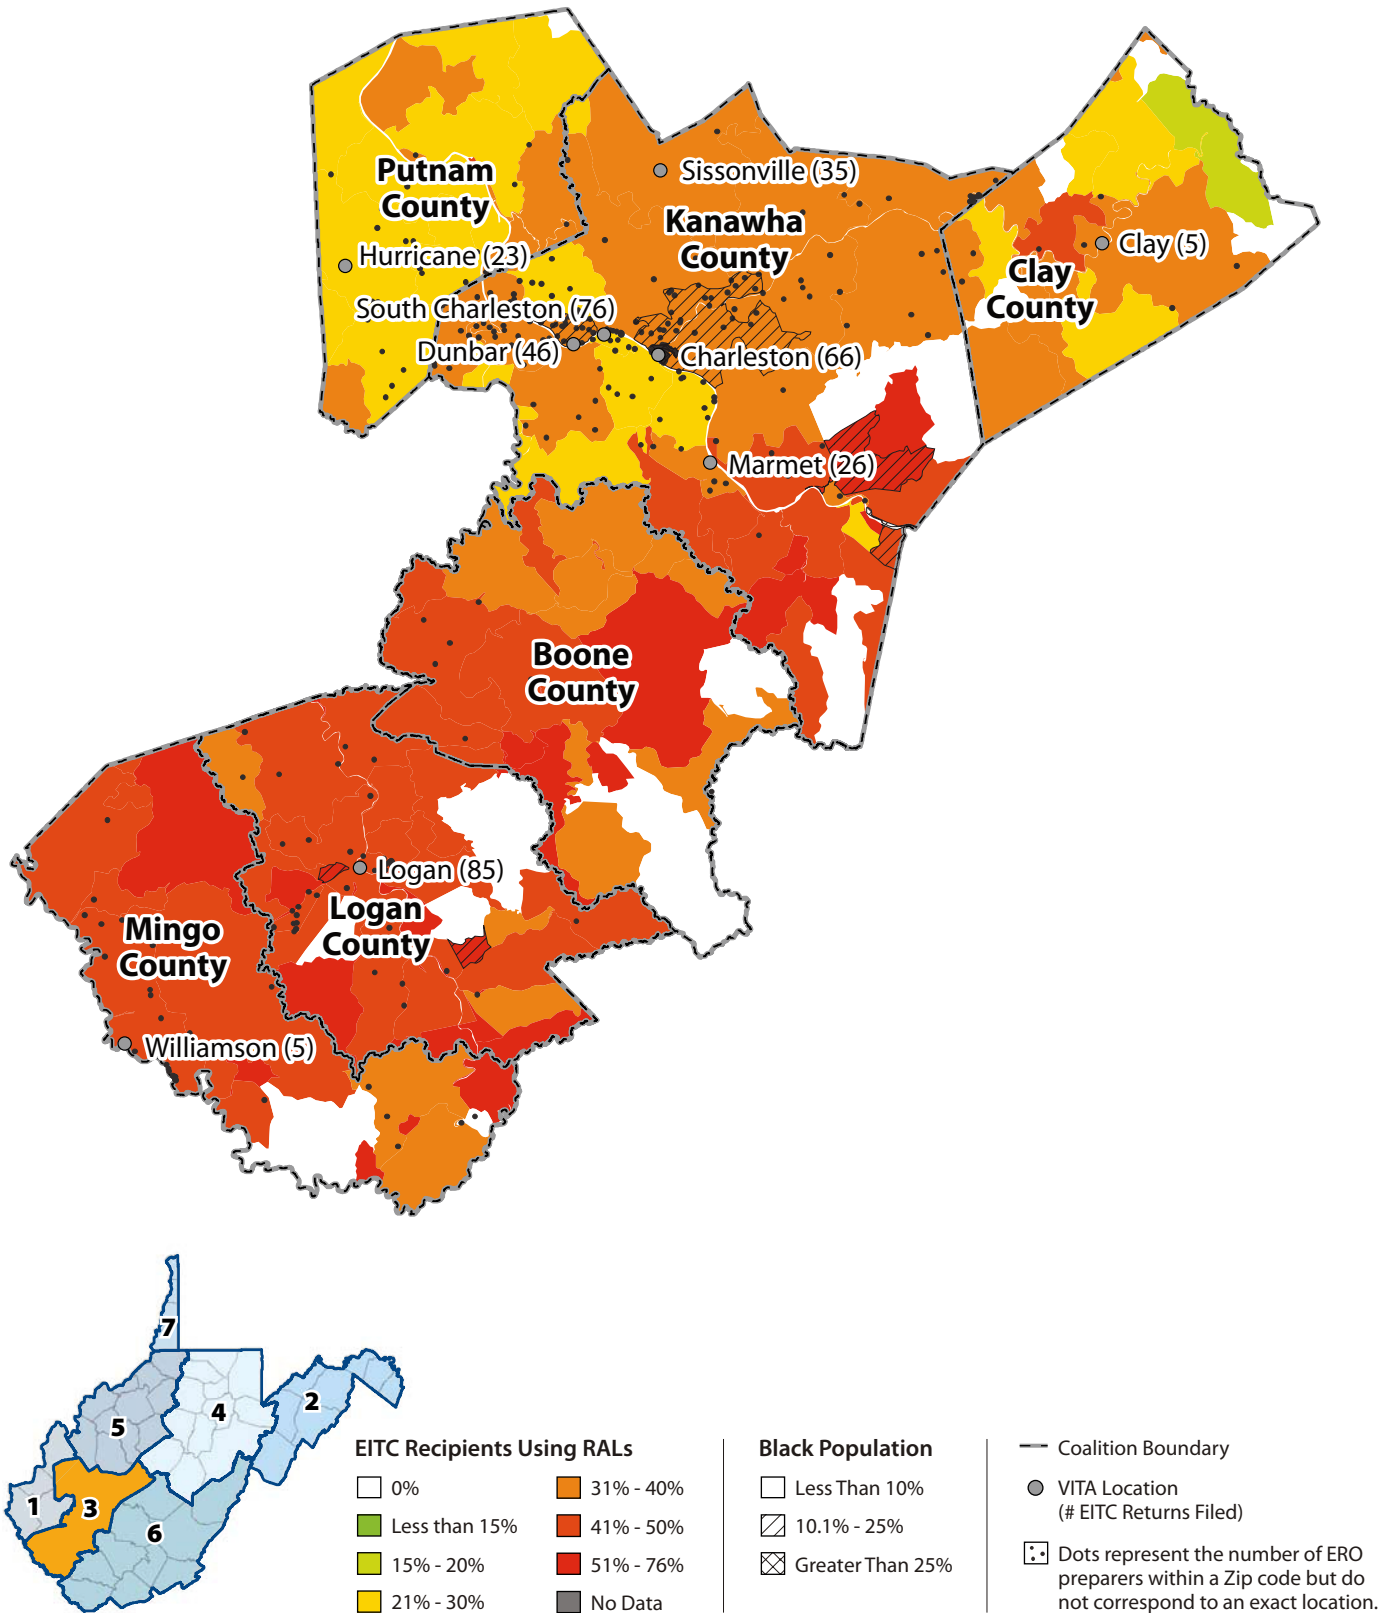 Putnam
County
Sissonville (35)
Kanawha
County
Hurricane (23)
Clay (5)
Clay
County
South Charleston (76)
Dunbar (46)
Charleston (66)
Marmet (26)
Boone
County
Logan (85)
Logan
County
Mingo
County
Williamson (5)
7
2
4
5
1
3
6
EITC Recipients Using RALs
0%
Less than 15%
15% - 20%
21% - 30%
31% - 40%
41% - 50%
51% - 76%
No Data
Black Population
Less Than 10%
10.1% - 25%
Greater Than 25%
Coalition Boundary
VITA Location
(# EITC Returns Filed)
Dots represent the number of ERO
preparers within a Zip code but do
not correspond to an exact location.